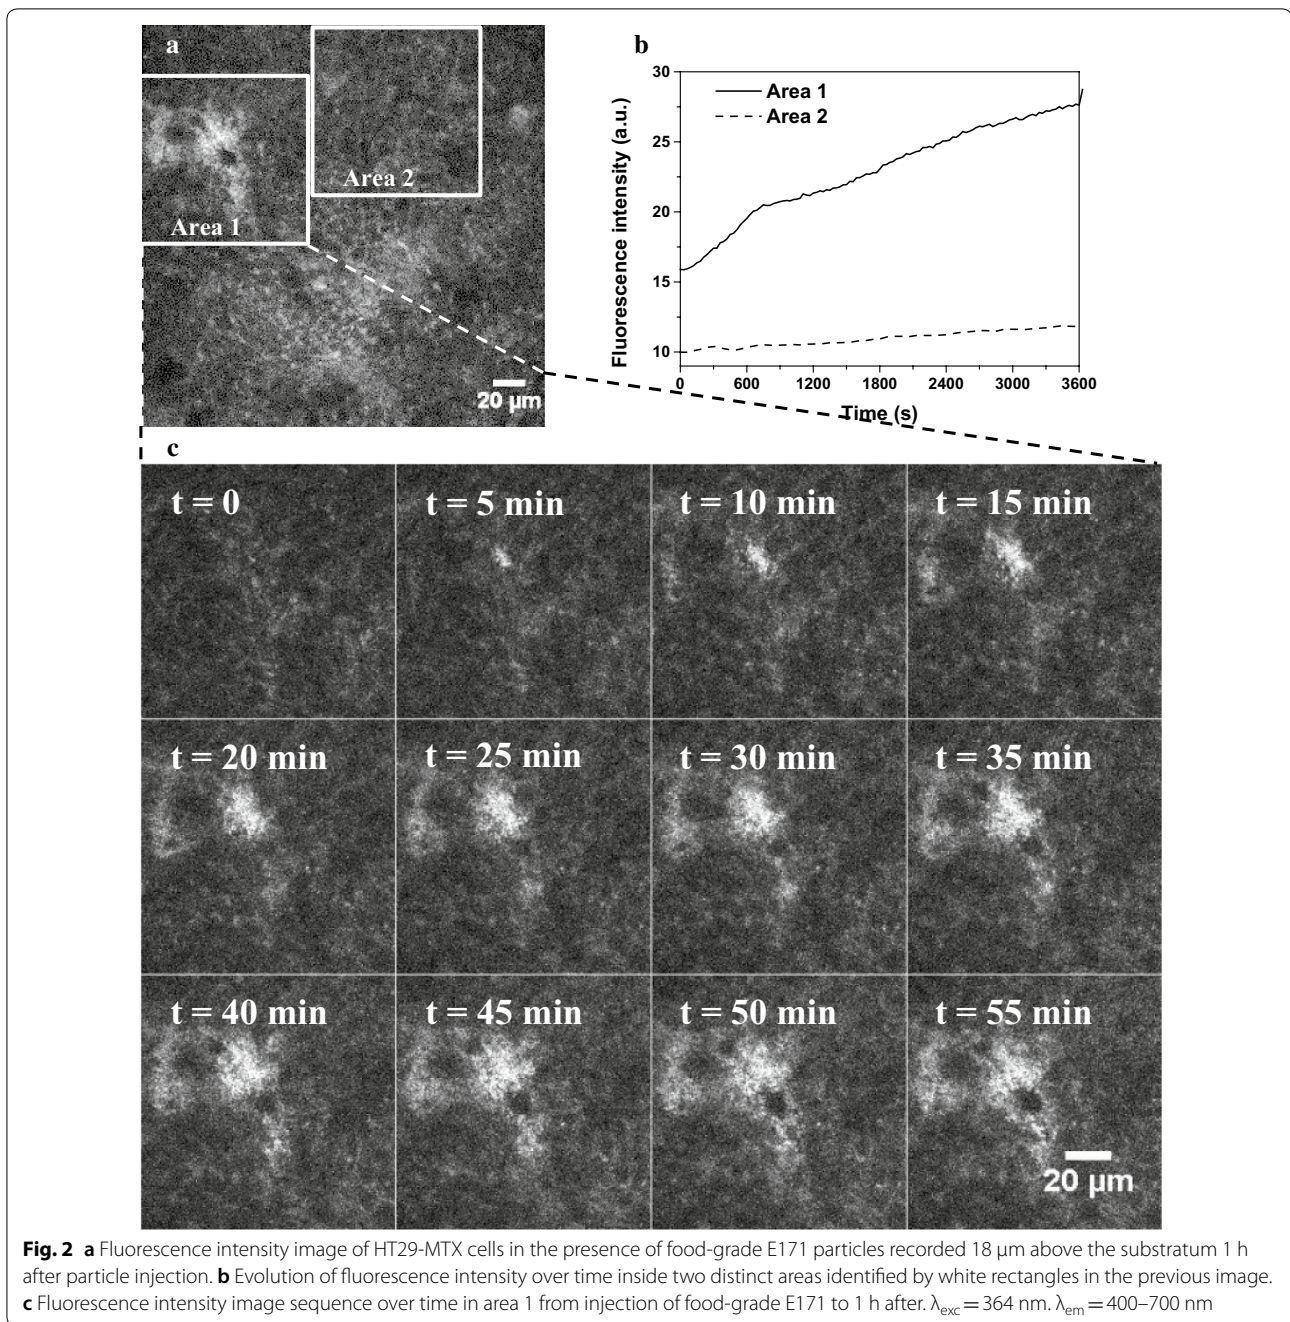 a
Area 2
Area 1
20 μm
b
30
25
20
15
10
Fluorescence intensity (a.u.)
Area 1
Area 2
0 600 1200 1800 2400 3000 3600
Time (s)
c
t = 0
t = 5 min
t = 10 min
t = 15 min
t = 20 min
t = 25 min
t = 30 min
t = 35 min
t = 40 min
t = 45 min
t = 50 min
t = 55 min
20 μm
Fig. 2 a Fluorescence intensity image of HT29-MTX cells in the presence of food-grade E171 particles recorded 18 μm above the substratum 1 h
after particle injection. b Evolution of fluorescence intensity over time inside two distinct areas identified by white rectangles in the previous image.
c Fluorescence intensity image sequence over time in area 1 from injection of food-grade E171 to 1 h after. λexc = 364 nm. λem = 400–700 nm